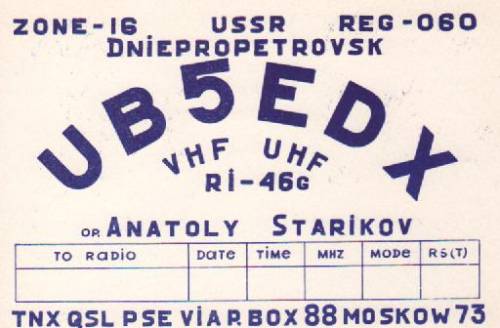 ZONE-16 USSR REG-060
DNIEPROPETROVSK
UB5EDX
VHF UHF
RI-46G
OP. ANATOLY STARIKOV
TO RADIO DATE TIME MHZ MODE RS(T)
TNX QSL PSE VIA P.BOX 88 MOSKOW 73